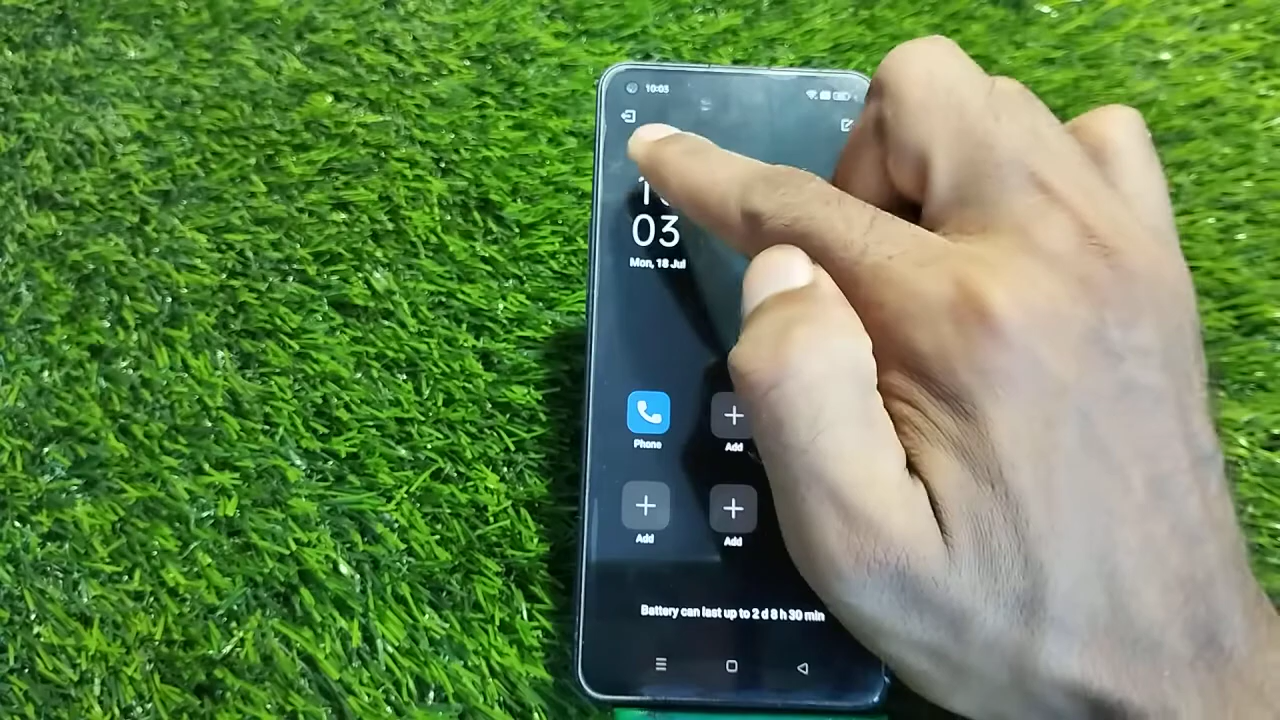 10:03
03
Mon, 18 Jul
Phone
Add
Add
Add
Battery can last up to 2 d 8 h 30 min